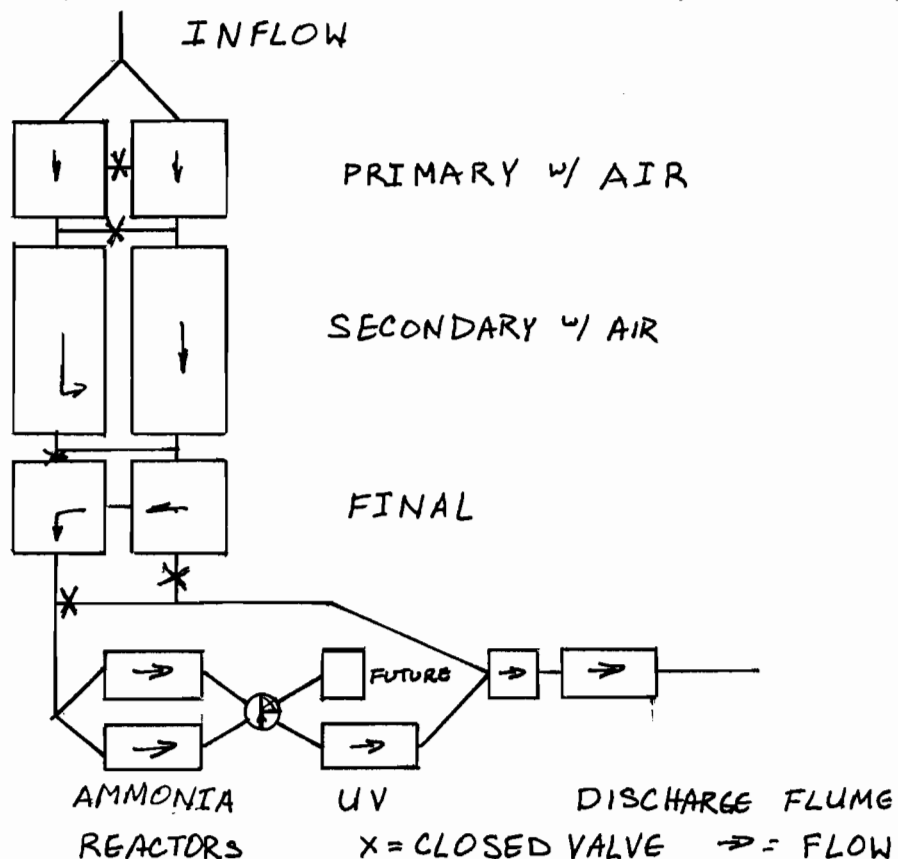 INFLOW
PRIMARY w/ AIR
SECONDARY w/ AIR
FINAL
FUTURE
AMMONIA
REACTORS
UV
DISCHARGE FLUME
X = CLOSED VALVE → = FLOW